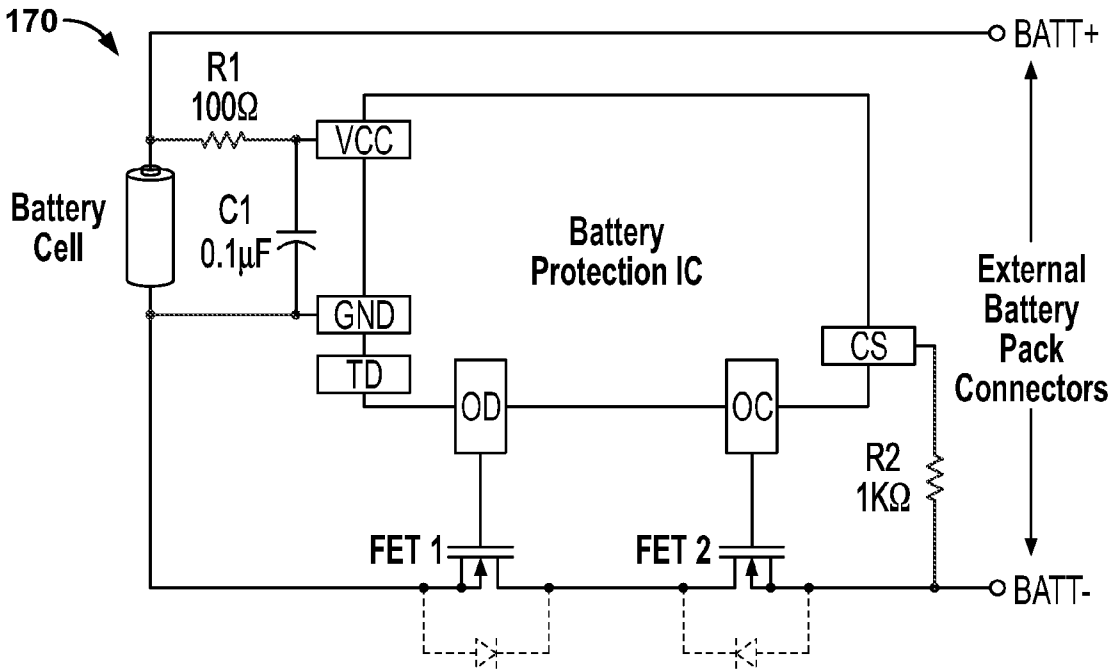 170
BATT+
R1
100Ω
VCC
Battery
Cell
C1
0.1µF
Battery
Protection IC
External
Battery
Pack
Connectors
GND
TD
CS
OD
OC
R2
1KΩ
FET 1
FET 2
BATT-